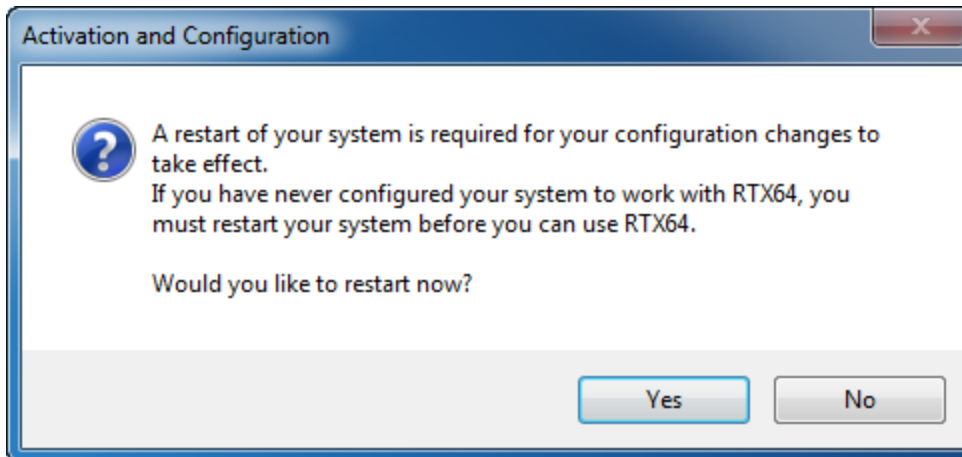 Activation and Configuration
A restart of your system is required for your configuration changes to
take effect.
If you have never configured your system to work with RTX64, you
must restart your system before you can use RTX64.
Would you like to restart now?
Yes No